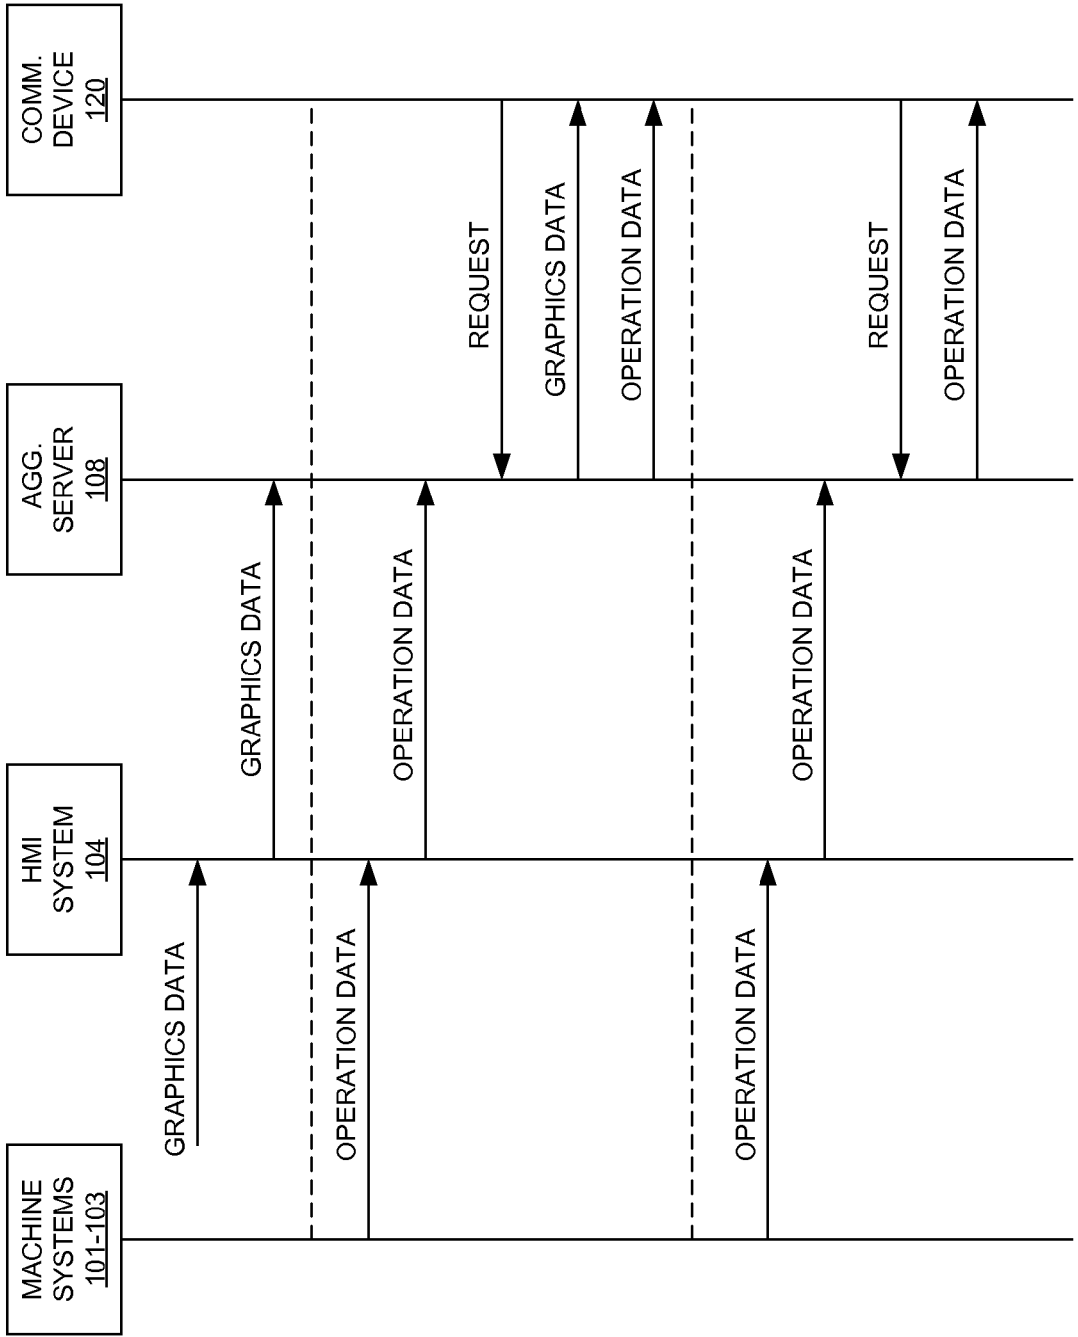 MACHINE
SYSTEMS
101-103
HMI
SYSTEM
104
AGG.
SERVER
108
COMM.
DEVICE
120
GRAPHICS DATA
GRAPHICS DATA
OPERATION DATA
OPERATION DATA
REQUEST
GRAPHICS DATA
OPERATION DATA
OPERATION DATA
OPERATION DATA
REQUEST
OPERATION DATA